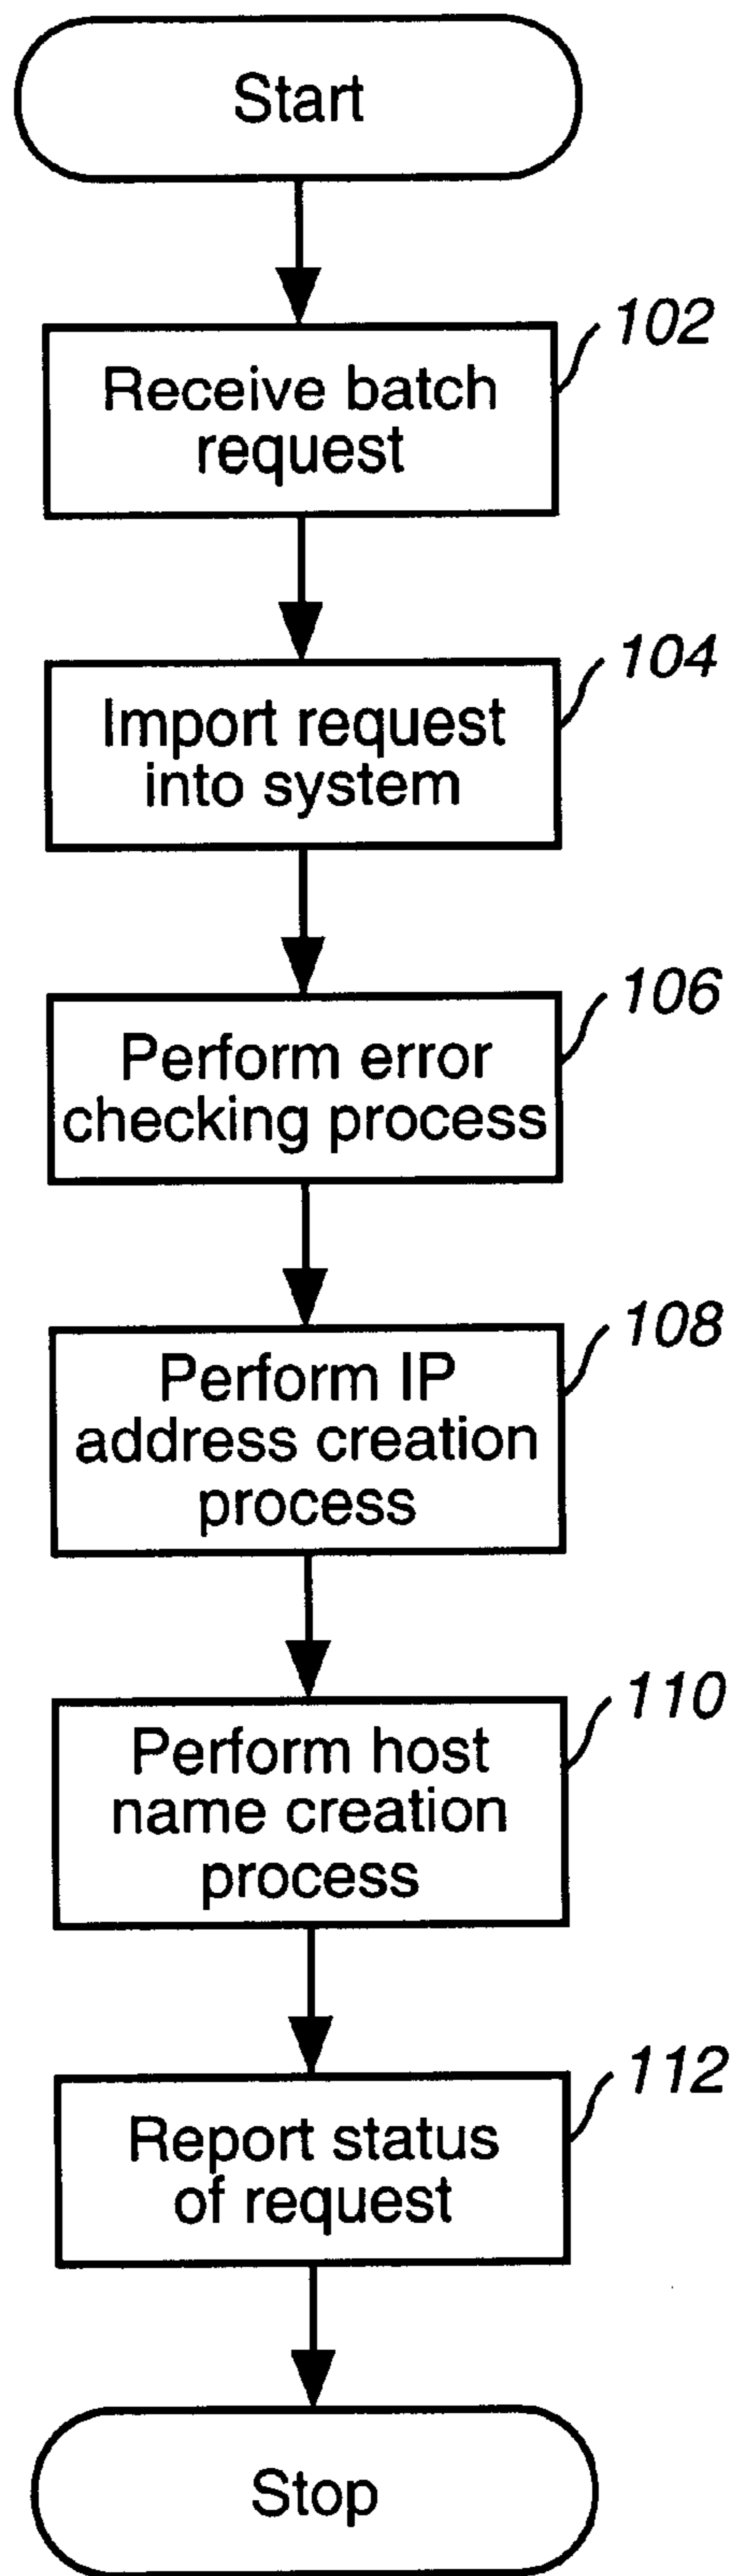 Start
102
Receive batch
request
104
Import request
into system
106
Perform error
checking process
108
Perform IP
address creation
process
110
Perform host
name creation
process
112
Report status
of request
Stop